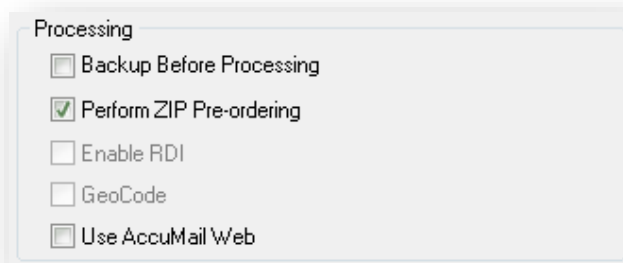 Processing
Backup Before Processing
Perform ZIP Pre-ordering
Enable RDI
GeoCode
Use AccuMail Web